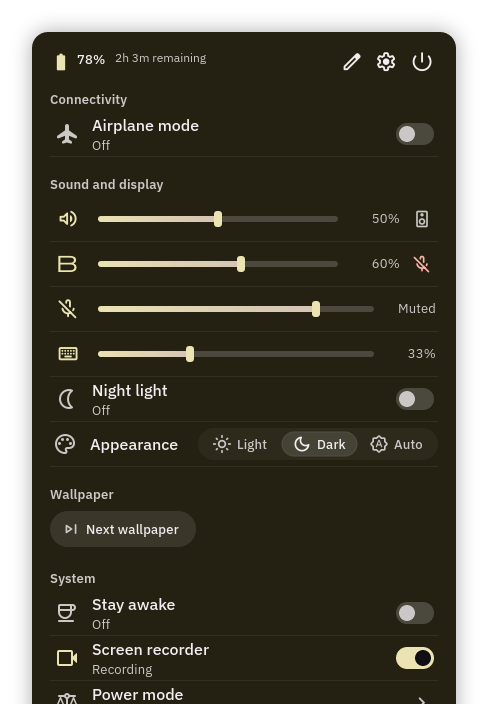 78% 2h 3m remaining
Connectivity
Airplane mode
Off
Sound and display
50%
60%
Muted
33%
Night light
Off
Appearance Light Dark Auto
Wallpaper
Next wallpaper
System
Stay awake
Off
Screen recorder
Recording
Power mode